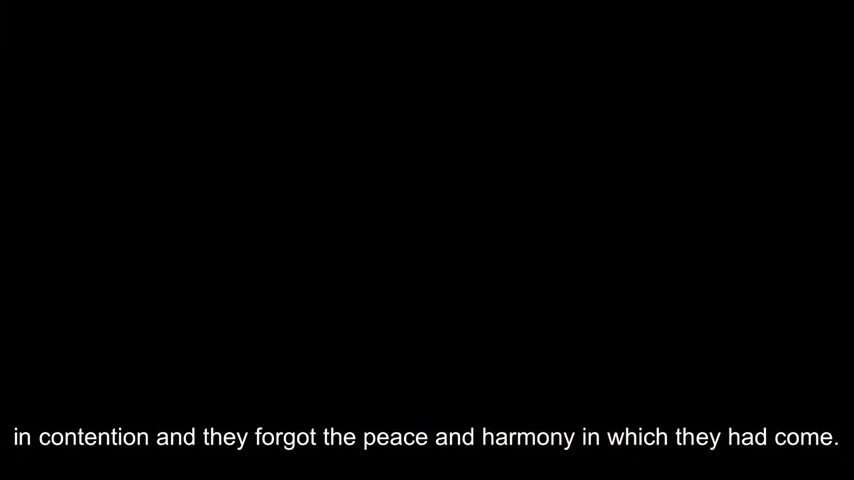 in contention and they forgot the peace and harmony in which they had come.